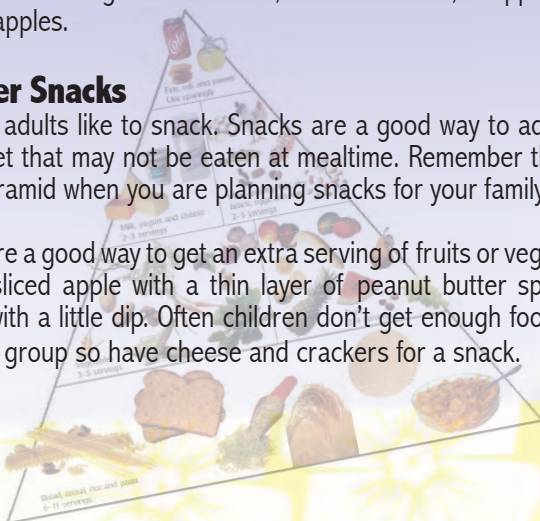 apples.
er Snacks
adults like to snack. Snacks are a good way to ad
et that may not be eaten at mealtime. Remember t
ramid when you are planning snacks for your family
re a good way to get an extra serving of fruits or veg
sliced apple with a thin layer of peanut butter sp
with a little dip. Often children don't get enough foo
group so have cheese and crackers for a snack.
Fats, oils and sweets
Use sparingly
Milk, yogurt and cheese
2-3 servings
2-3 servings
3-5 servings
Bread, cereal, rice and pasta
6-11 servings